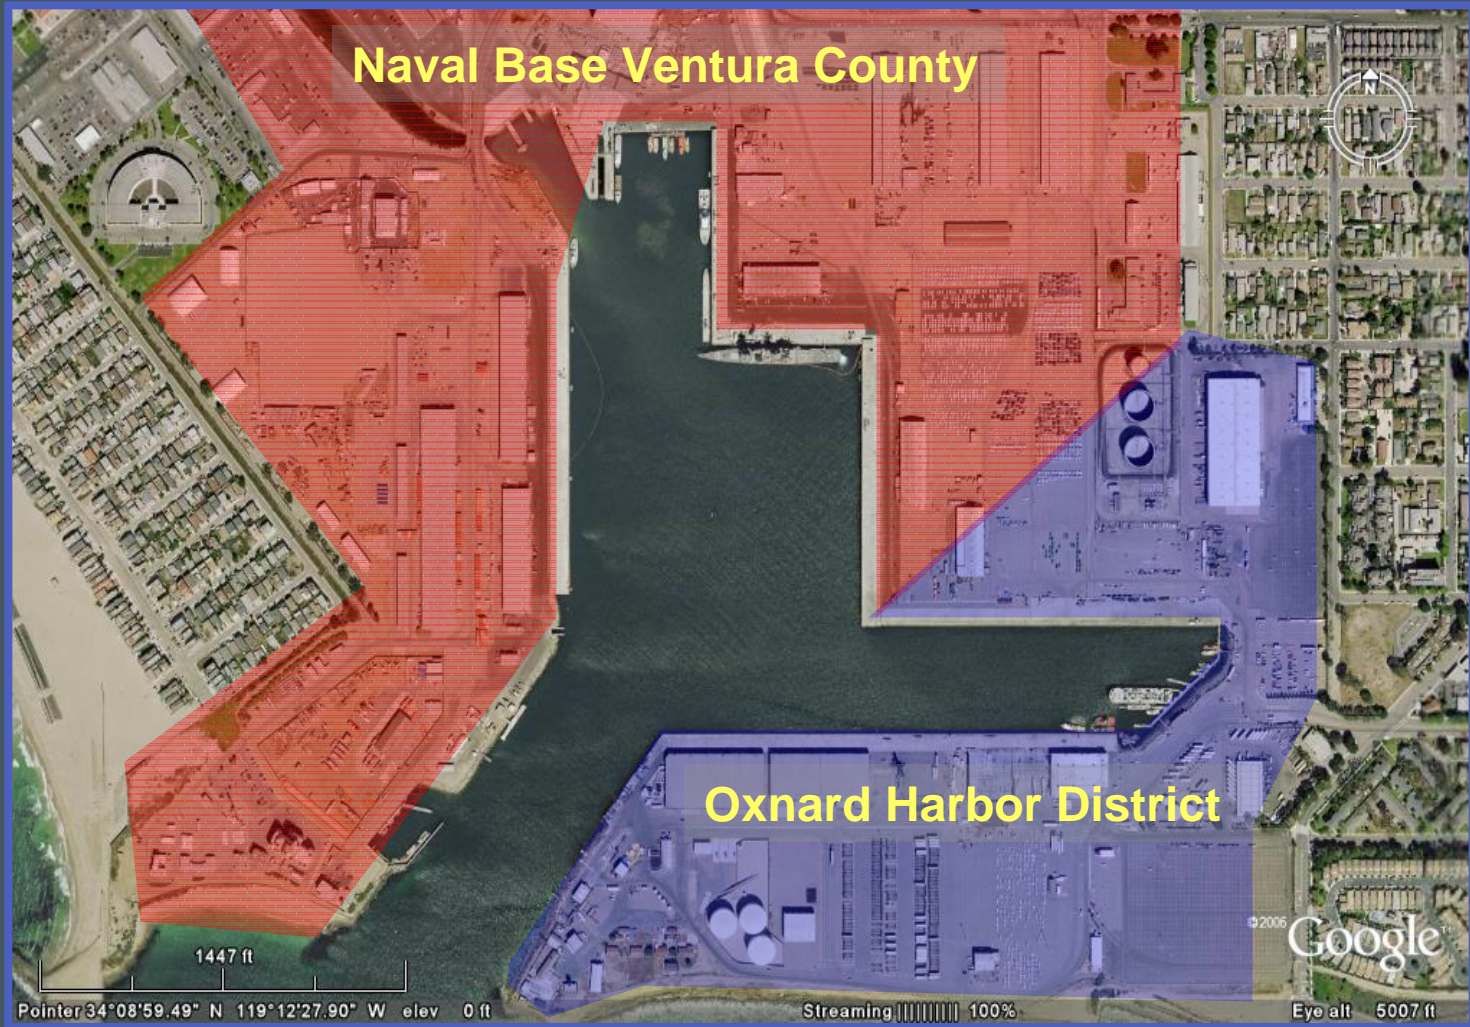 Naval Base Ventura County
N
Oxnard Harbor District
©2006 Google™
1447 ft
Pointer 34°08'59.49" N 119°12'27.90" W elev 0 ft
Streaming |||||||||| 100%
Eye alt 5007 ft